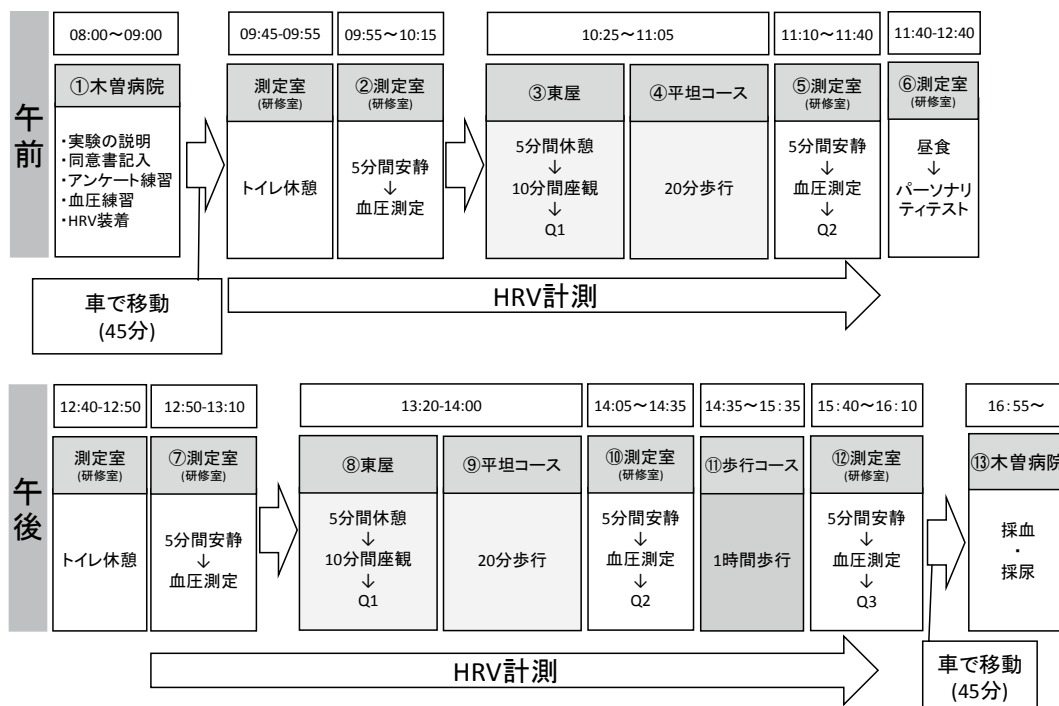 午前
08:00～09:00
①木曽病院
・実験の説明
・同意書記入
・アンケート練習
・血圧練習
・HRV装着
車で移動
(45分)
09:45-09:55
測定室
(研修室)
トイレ休憩
09:55～10:15
②測定室
(研修室)
5分間安静
↓
血圧測定
10:25～11:05
③東屋
5分間休憩
↓
10分間座観
↓
Q1
④平坦コース
20分歩行
11:10～11:40
⑤測定室
(研修室)
5分間安静
↓
血圧測定
↓
Q2
11:40-12:40
⑥測定室
(研修室)
昼食
↓
パーソナリ
ティテスト
HRV計測
午後
12:40-12:50
測定室
(研修室)
トイレ休憩
12:50-13:10
⑦測定室
(研修室)
5分間安静
↓
血圧測定
13:20-14:00
⑧東屋
5分間休憩
↓
10分間座観
↓
Q1
⑨平坦コース
20分歩行
14:05～14:35
⑩測定室
(研修室)
5分間安静
↓
血圧測定
↓
Q2
14:35～15:35
⑪歩行コース
1時間歩行
15:40～16:10
⑫測定室
(研修室)
5分間安静
↓
血圧測定
↓
Q3
車で移動
(45分)
16:55～
⑬木曽病院
採血
・
採尿
HRV計測